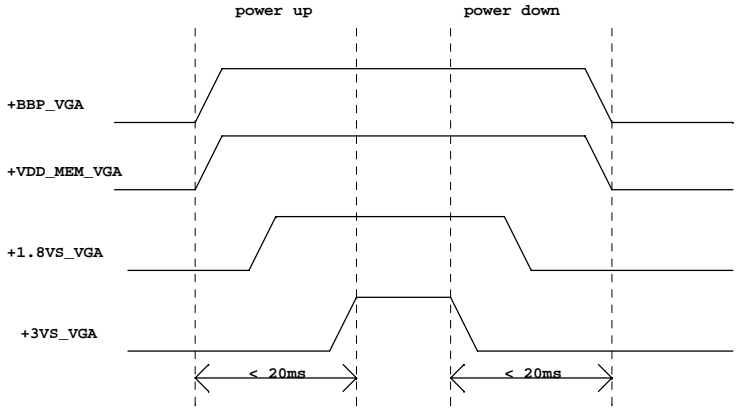 power up power down
+BBP_VGA
+VDD_MEM_VGA
+1.8VS_VGA
+3VS_VGA
< 20ms < 20ms